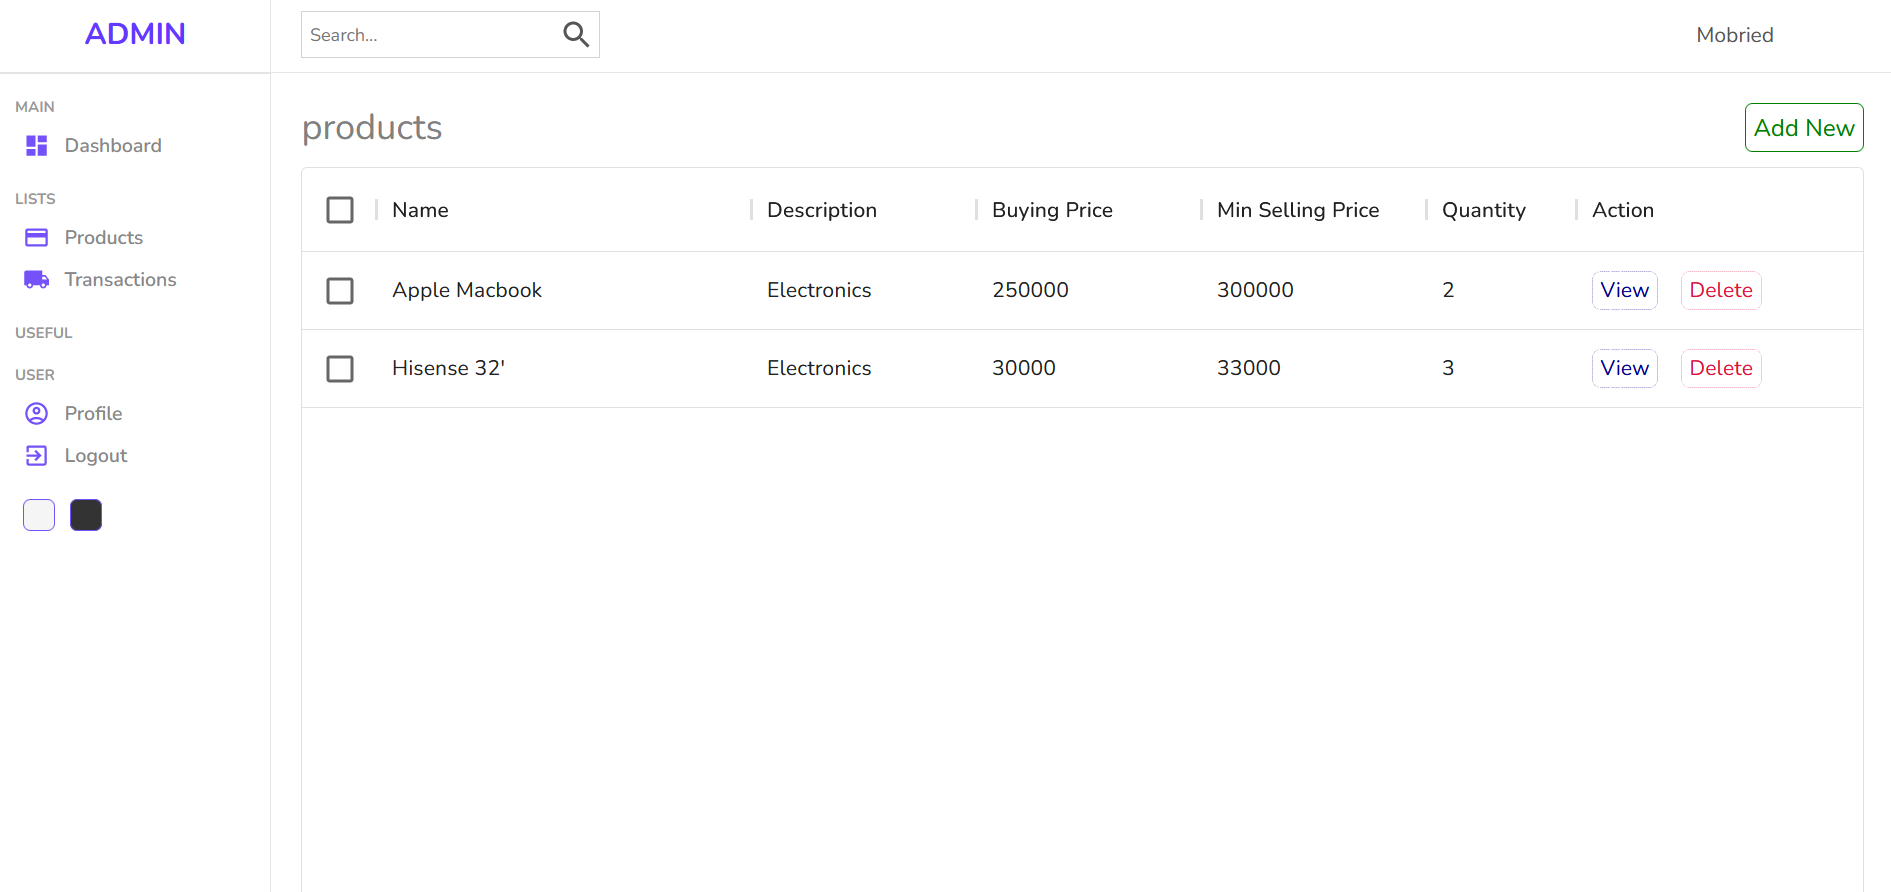 ADMIN
Search...
Mobried
MAIN
Dashboard
LISTS
Products
Transactions
USEFUL
USER
Profile
Logout
products
Add New
Name Description Buying Price Min Selling Price Quantity Action
Apple Macbook Electronics 250000 300000 2 View Delete
Hisense 32' Electronics 30000 33000 3 View Delete